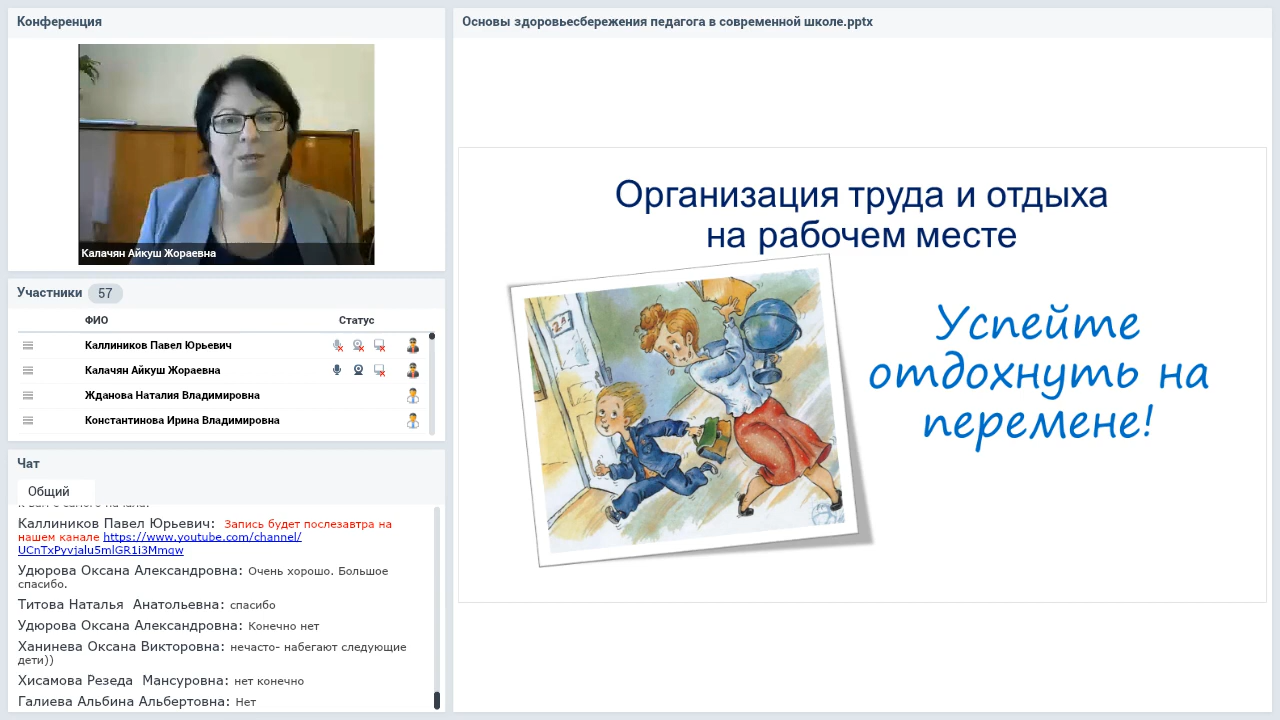 Конференция
Калачян Айкуш Жораевна
Участники 57
ФИО Статус
Каллиников Павел Юрьевич
Калачян Айкуш Жораевна
Жданова Наталия Владимировна
Константинова Ирина Владимировна
Чат
Общий
Каллиников Павел Юрьевич: Запись будет послезавтра на
нашем канале https://www.youtube.com/channel/
UCnTxPyvjalu5mlGR1i3Mmqw
Удюрова Оксана Александровна: Очень хорошо. Большое
спасибо.
Титова Наталья Анатольевна: спасибо
Удюрова Оксана Александровна: Конечно нет
Ханинева Оксана Викторовна: нечасто- набегают следующие
дети))
Хисамова Резеда Мансуровна: нет конечно
Галиева Альбина Альбертовна: Нет
Основы здоровьесбережения педагога в современной школе.pptx
Организация труда и отдыха
на рабочем месте
Успейте
отдохнуть на
перемене!